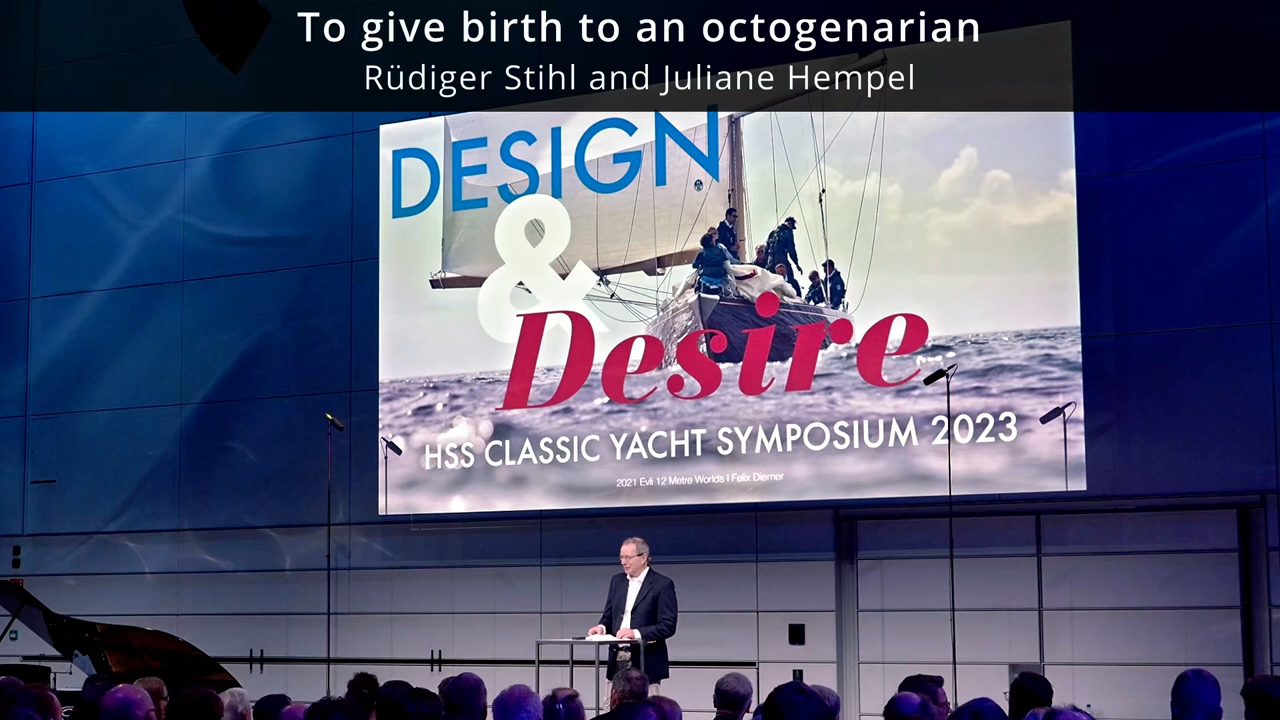 To give birth to an octogenarian
Rüdiger Stihl and Juliane Hempel
DESIGN
&
Desire
HSS CLASSIC YACHT SYMPOSIUM 2023
2021 Evli 12 Metre Worlds I Felix Diemer